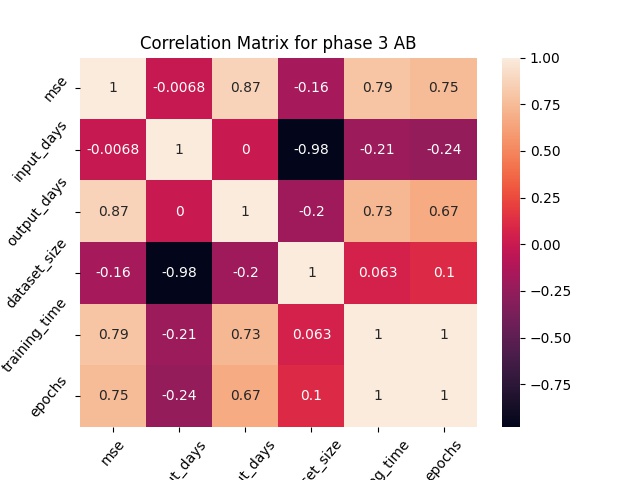 Correlation Matrix for phase 3 AB
mse 1 -0.0068 0.87 -0.16 0.79 0.75
input_days -0.0068 1 0 -0.98 -0.21 -0.24
output_days 0.87 0 1 -0.2 0.73 0.67
dataset_size -0.16 -0.98 -0.2 1 0.063 0.1
training_time 0.79 -0.21 0.73 0.063 1 1
epochs 0.75 -0.24 0.67 0.1 1 1
mse ut_days ut_days set_size ng_time epochs
1.00
0.75
0.50
0.25
0.00
−0.25
−0.50
−0.75